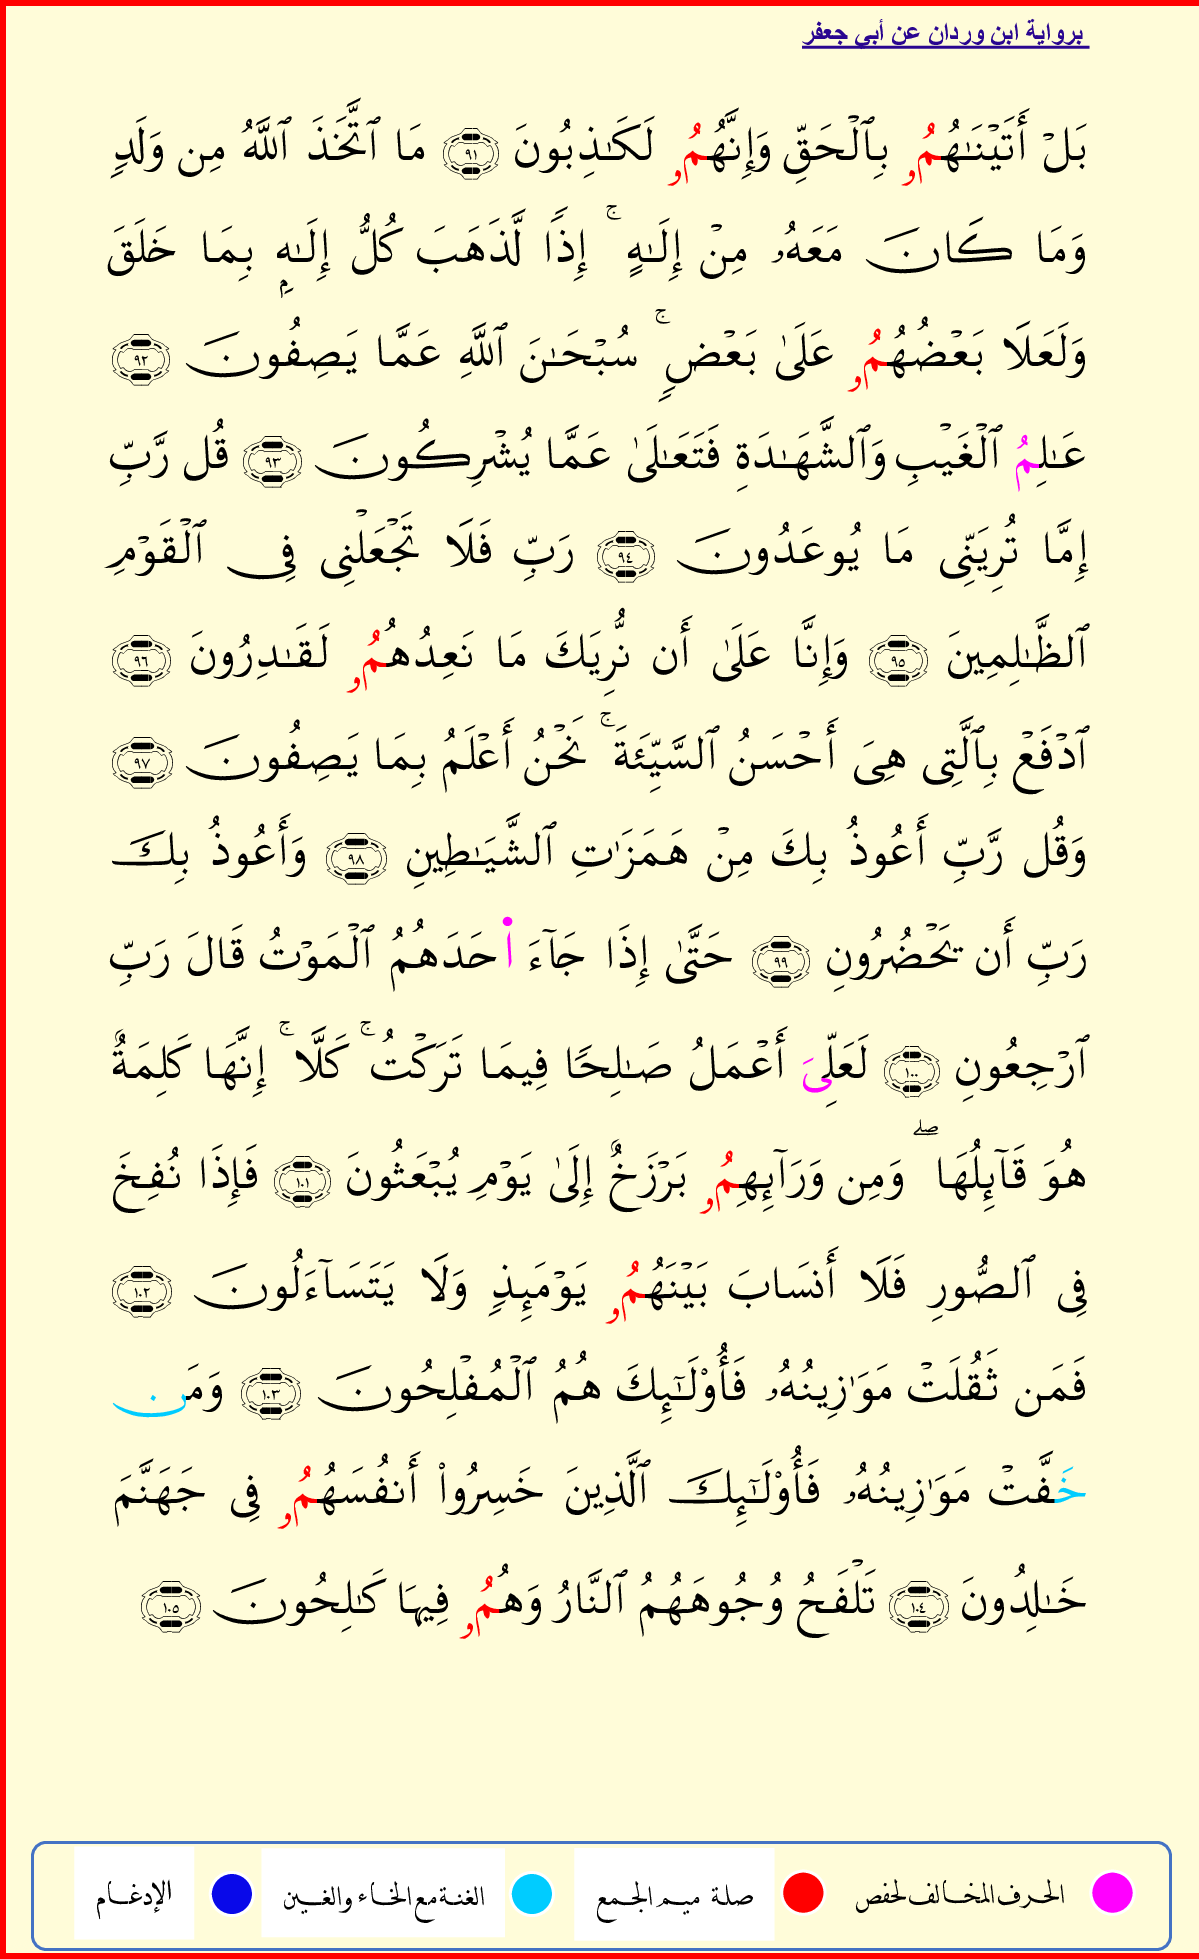 برواية ابن وردان عن أبي جعفر
بَلْ أَتَيْنَـٰهُمُۥ بِٱلْحَقِّ وَإِنَّهُمُۥ لَكَـٰذِبُونَ ٩١ مَا ٱتَّخَذَ ٱللَّهُ مِن وَلَدٍ
وَمَا كَانَ مَعَهُۥ مِنْ إِلَـٰهٍ ۚ إِذًا لَّذَهَبَ كُلُّ إِلَـٰهٍۭ بِمَا خَلَقَ
وَلَعَلَا بَعْضُهُمُۥ عَلَىٰ بَعْضٍ ۚ سُبْحَـٰنَ ٱللَّهِ عَمَّا يَصِفُونَ ٩٢
عَـٰلِمُ ٱلْغَيْبِ وَٱلشَّهَـٰدَةِ فَتَعَـٰلَىٰ عَمَّا يُشْرِكُونَ ٩٣ قُل رَّبِّ
إِمَّا تُرِيَنِّى مَا يُوعَدُونَ ٩٤ رَبِّ فَلَا تَجْعَلْنِى فِى ٱلْقَوْمِ
ٱلظَّـٰلِمِينَ ٩٥ وَإِنَّا عَلَىٰ أَن نُّرِيَكَ مَا نَعِدُهُمُۥ لَقَـٰدِرُونَ ٩٦
ٱدْفَعْ بِٱلَّتِى هِىَ أَحْسَنُ ٱلسَّيِّئَةَ ۚ نَحْنُ أَعْلَمُ بِمَا يَصِفُونَ ٩٧
وَقُل رَّبِّ أَعُوذُ بِكَ مِنْ هَمَزَٰتِ ٱلشَّيَـٰطِينِ ٩٨ وَأَعُوذُ بِكَ
رَبِّ أَن يَحْضُرُونِ ٩٩ حَتَّىٰ إِذَا جَآءَ ا۬حَدَهُمُ ٱلْمَوْتُ قَالَ رَبِّ
ٱرْجِعُونِ ١٠٠ لَعَلِّىَ أَعْمَلُ صَـٰلِحًا فِيمَا تَرَكْتُ ۚ كَلَّا ۚ إِنَّهَا كَلِمَةٌ
هُوَ قَآئِلُهَا ۖ وَمِن وَرَآئِهِمُۥ بَرْزَخٌ إِلَىٰ يَوْمِ يُبْعَثُونَ ١٠١ فَإِذَا نُفِخَ
فِى ٱلصُّورِ فَلَا أَنسَابَ بَيْنَهُمُۥ يَوْمَئِذٍ وَلَا يَتَسَآءَلُونَ ١٠٢
فَمَن ثَقُلَتْ مَوَٰزِينُهُۥ فَأُوْلَـٰٓئِكَ هُمُ ٱلْمُفْلِحُونَ ١٠٣ وَمَن
خَفَّتْ مَوَٰزِينُهُۥ فَأُوْلَـٰٓئِكَ ٱلَّذِينَ خَسِرُوا۟ أَنفُسَهُمُۥ فِى جَهَنَّمَ
خَـٰلِدُونَ ١٠٤ تَلْفَحُ وُجُوهَهُمُ ٱلنَّارُ وَهُمُۥ فِيهَا كَـٰلِحُونَ ١٠٥
الحرف المخالف لحفص صلة ميم الجمع الغنة مع الخاء والغين الإدغام